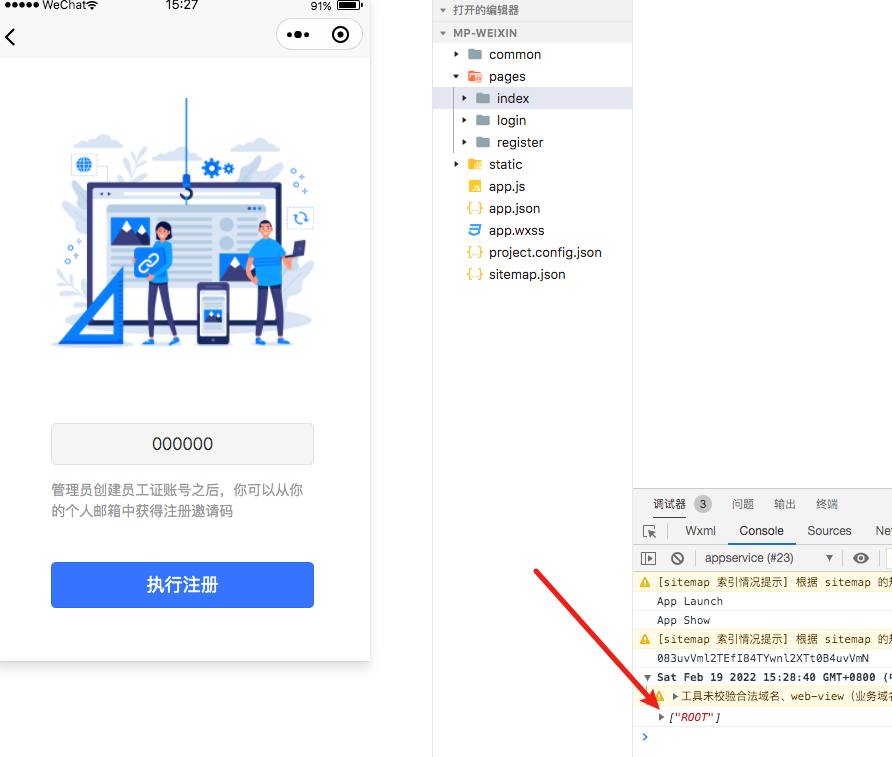 WeChat
15:27
91%
000000
管理员创建员工证账号之后，你可以从你
的个人邮箱中获得注册邀请码
执行注册
打开的编辑器
MP-WEIXIN
common
pages
index
login
register
static
JS app.js
{..} app.json
app.wxss
{..} project.config.json
{..} sitemap.json
调试器 3 问题 输出 终端
Wxml Console Sources
appservice (#23)
[sitemap 索引情况提示] 根据 sitemap 的
App Launch
App Show
[sitemap 索引情况提示] 根据 sitemap 的
083uvVml2TEfI84TYwnl2XTt0B4uvVmN
Sat Feb 19 2022 15:28:40 GMT+0800
工具未校验合法域名、web-view（业务域
["ROOT"]